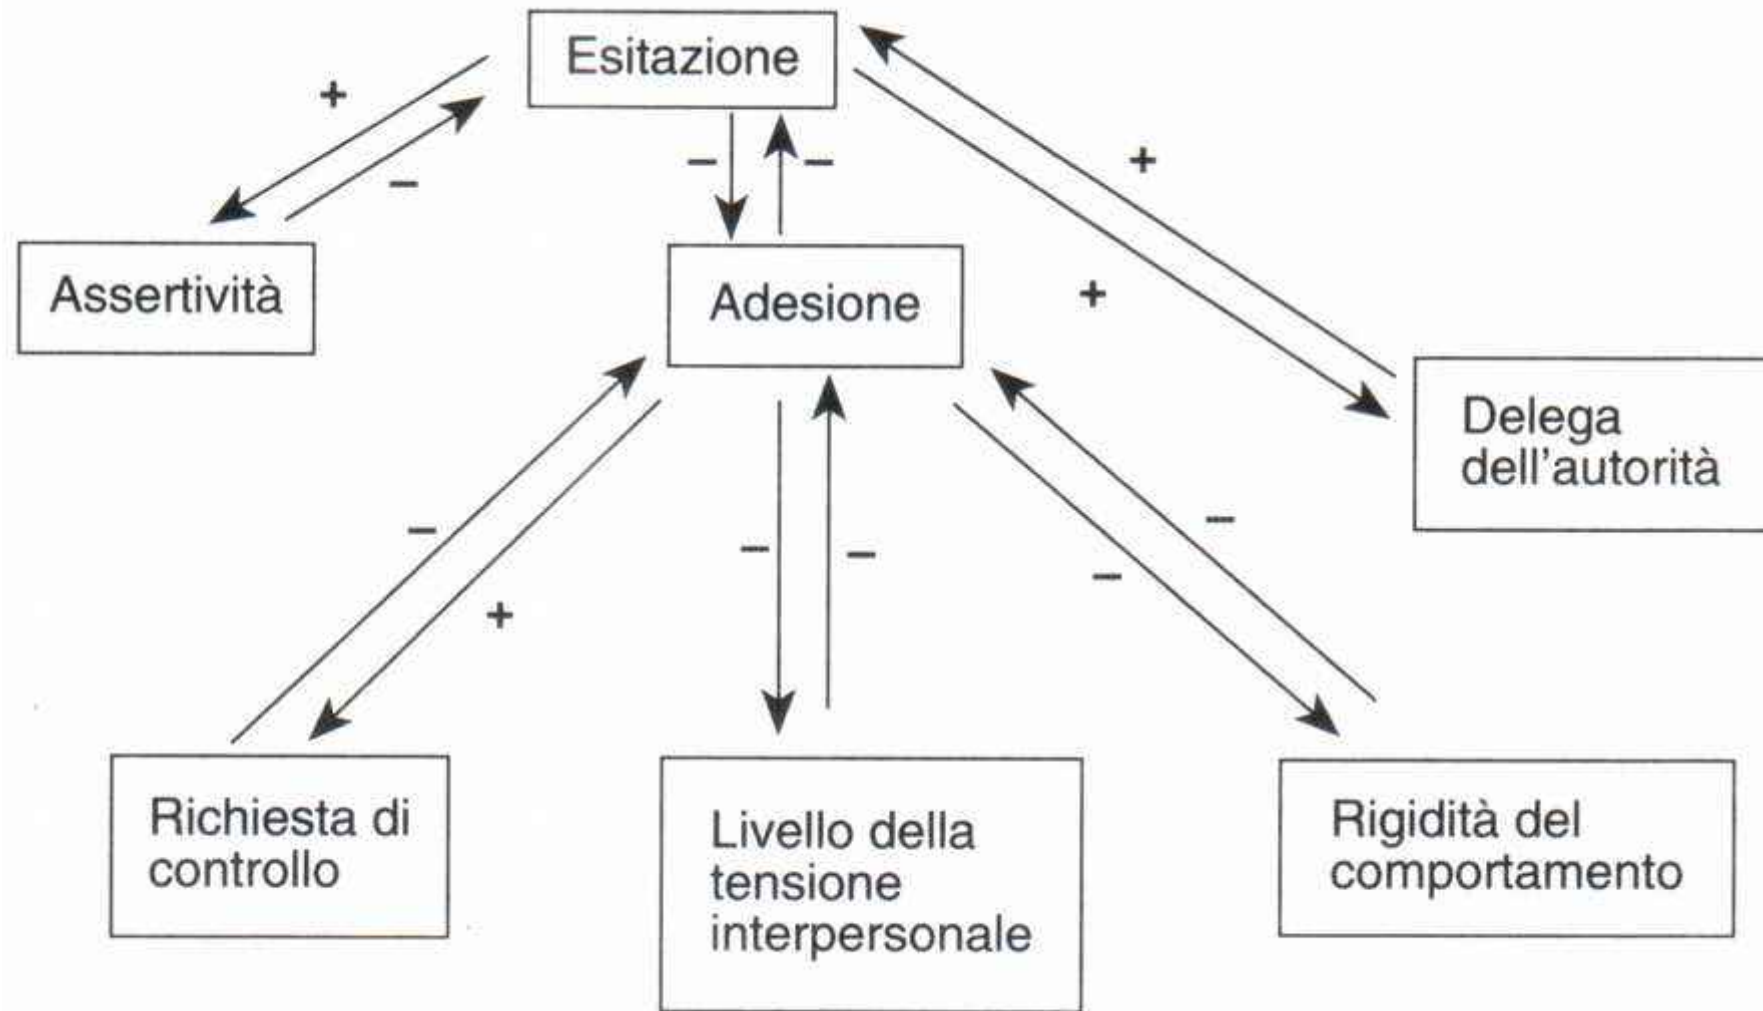 Esitazione
+
–
–
–
+
+
Assertività
Adesione
Delega
dell'autorità
–
+
–
–
–
–
Richiesta di
controllo
Livello della
tensione
interpersonale
Rigidità del
comportamento